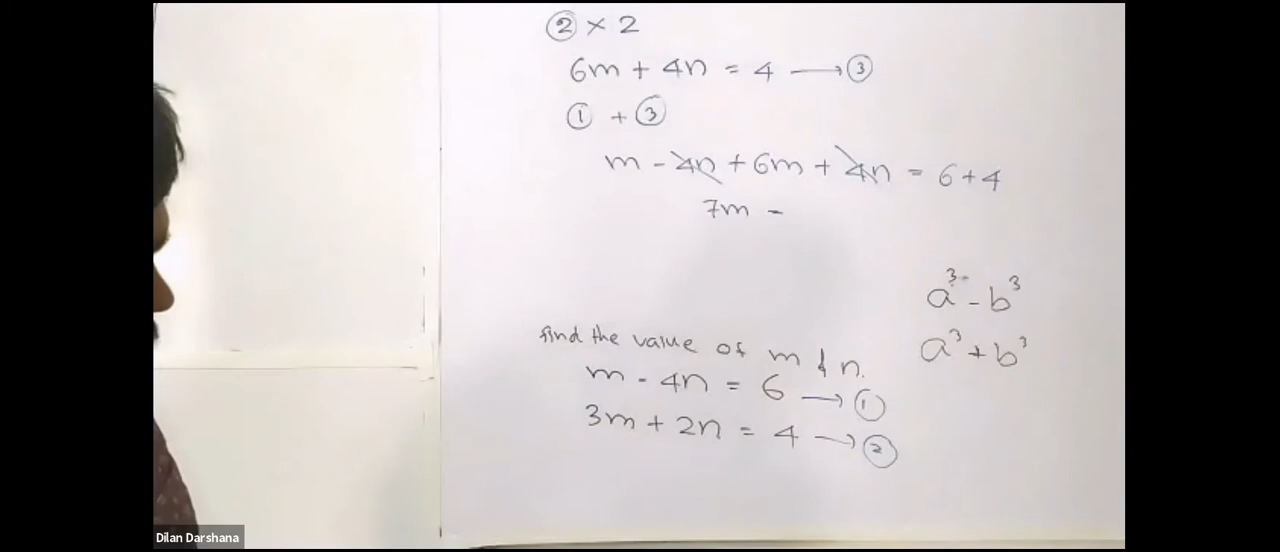 ② × 2
6m + 4n = 4 ⟶ ③
① + ③
m - 4n + 6m + 4n = 6 + 4
7m =
a³ - b³
a³ + b³
find the value of m & n.
m - 4n = 6 ⟶ ①
3m + 2n = 4 ⟶ ②
Dilan Darshana